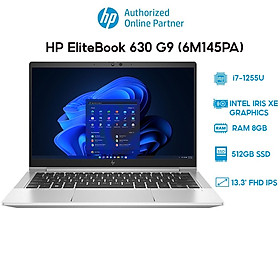 hp
Authorized
Online Partner
HP EliteBook 630 G9 (6M145PA)
i7-1255U
INTEL IRIS XE
GRAPHICS
RAM 8GB
512GB SSD
13.3' FHD IPS